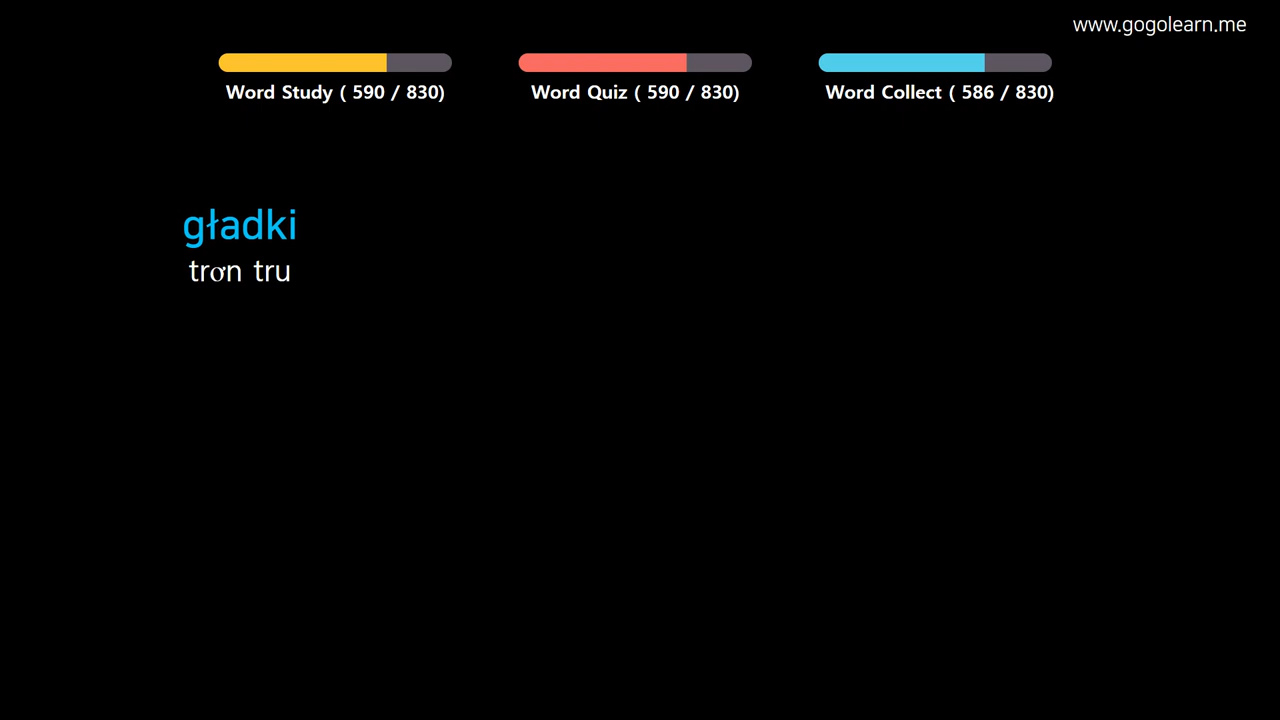 www.gogolearn.me
Word Study ( 590 / 830)
Word Quiz ( 590 / 830)
Word Collect ( 586 / 830)
gładki
trơn tru